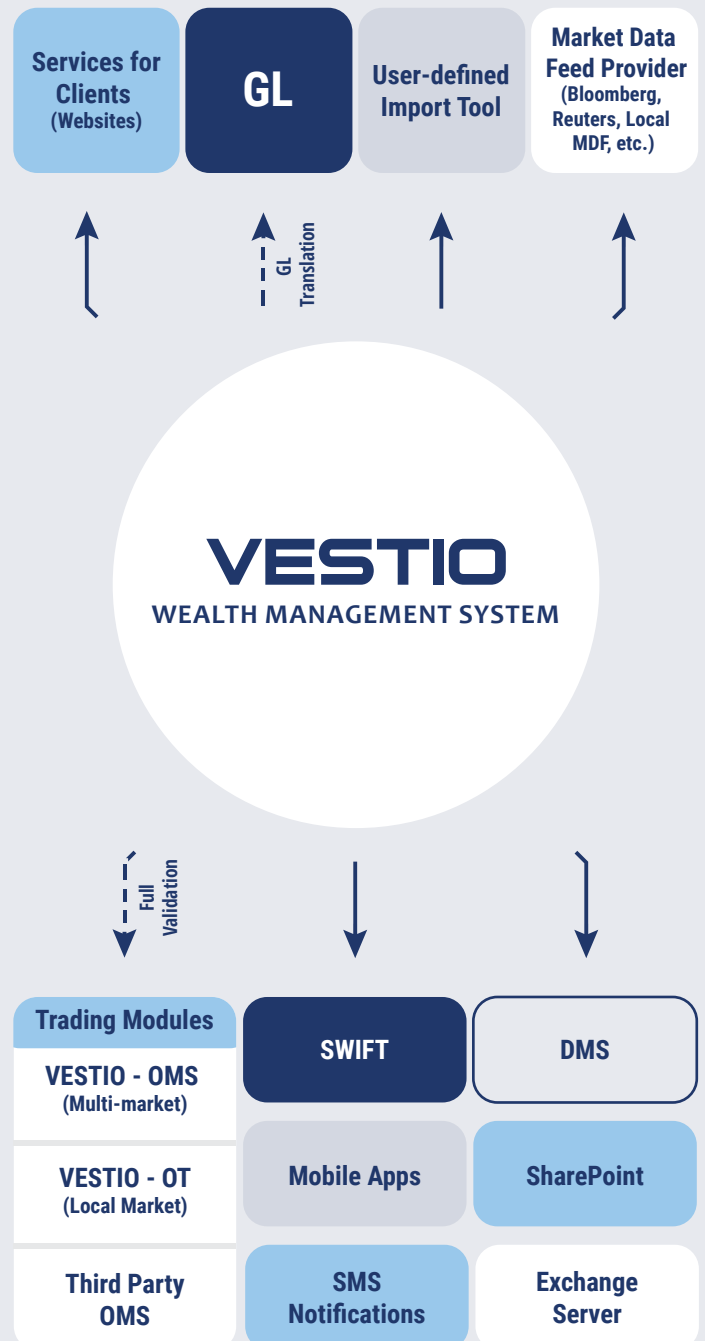 Services for
Clients
(Websites)
GL
User-defined
Import Tool
Market Data
Feed Provider
(Bloomberg,
Reuters, Local
MDF, etc.)
GL
Translation
VESTIO
WEALTH MANAGEMENT SYSTEM
Full
Validation
Trading Modules
VESTIO - OMS
(Multi-market)
VESTIO - OT
(Local Market)
Third Party
OMS
SWIFT
DMS
Mobile Apps
SharePoint
SMS
Notifications
Exchange
Server